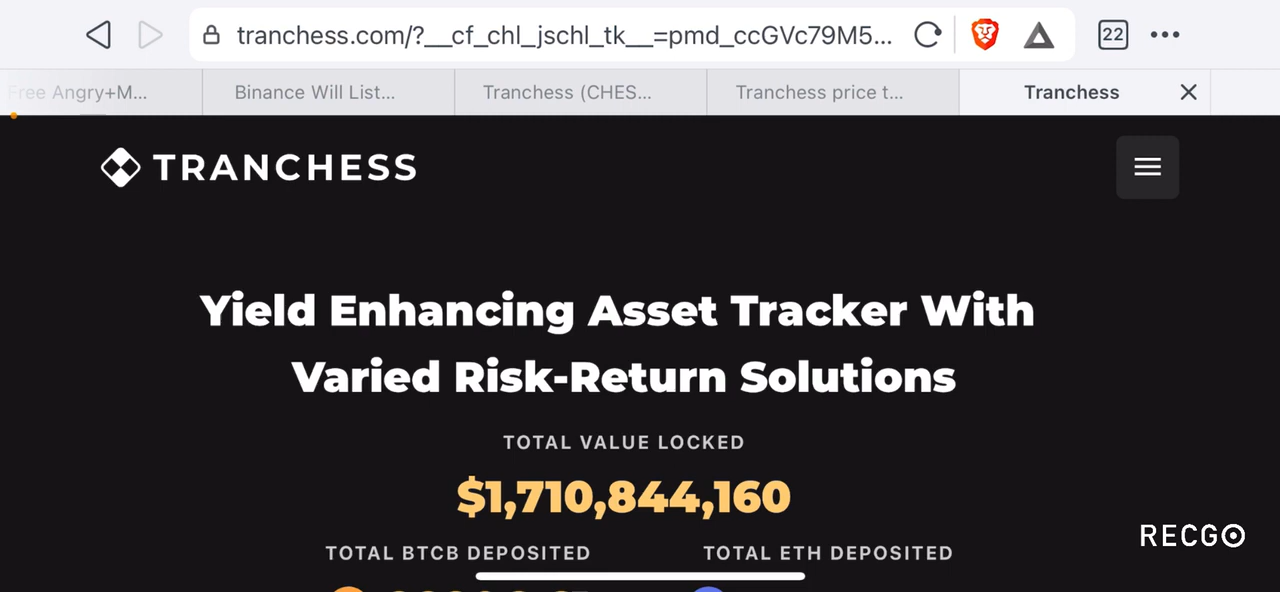 tranchess.com/?__cf_chl_jschl_tk__=pmd_ccGVc79M5...
22
Free Angry+M...
Binance Will List...
Tranchess (CHES...
Tranchess price t...
Tranchess
TRANCHESS
Yield Enhancing Asset Tracker With
Varied Risk-Return Solutions
TOTAL VALUE LOCKED
$1,710,844,160
RECGO
TOTAL BTCB DEPOSITED
TOTAL ETH DEPOSITED